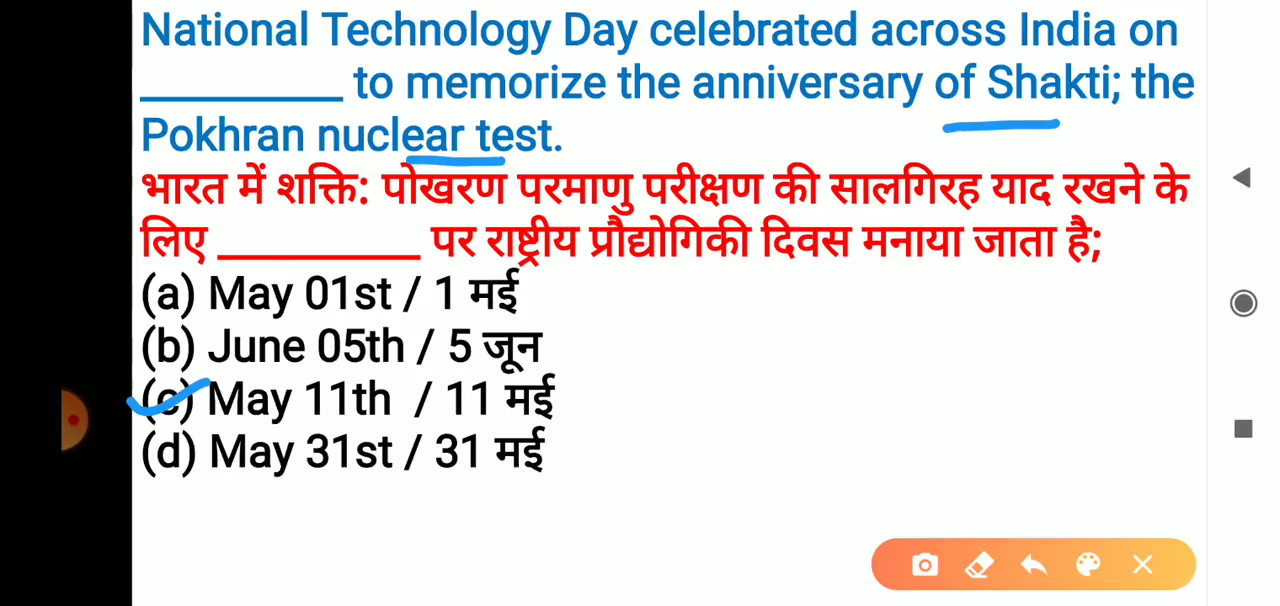 National Technology Day celebrated across India on
__________ to memorize the anniversary of Shakti; the
Pokhran nuclear test.
भारत में शक्ति: पोखरण परमाणु परीक्षण की सालगिरह याद रखने के
लिए __________ पर राष्ट्रीय प्रौद्योगिकी दिवस मनाया जाता है;
(a) May 01st / 1 मई
(b) June 05th / 5 जून
(c) May 11th / 11 मई
(d) May 31st / 31 मई